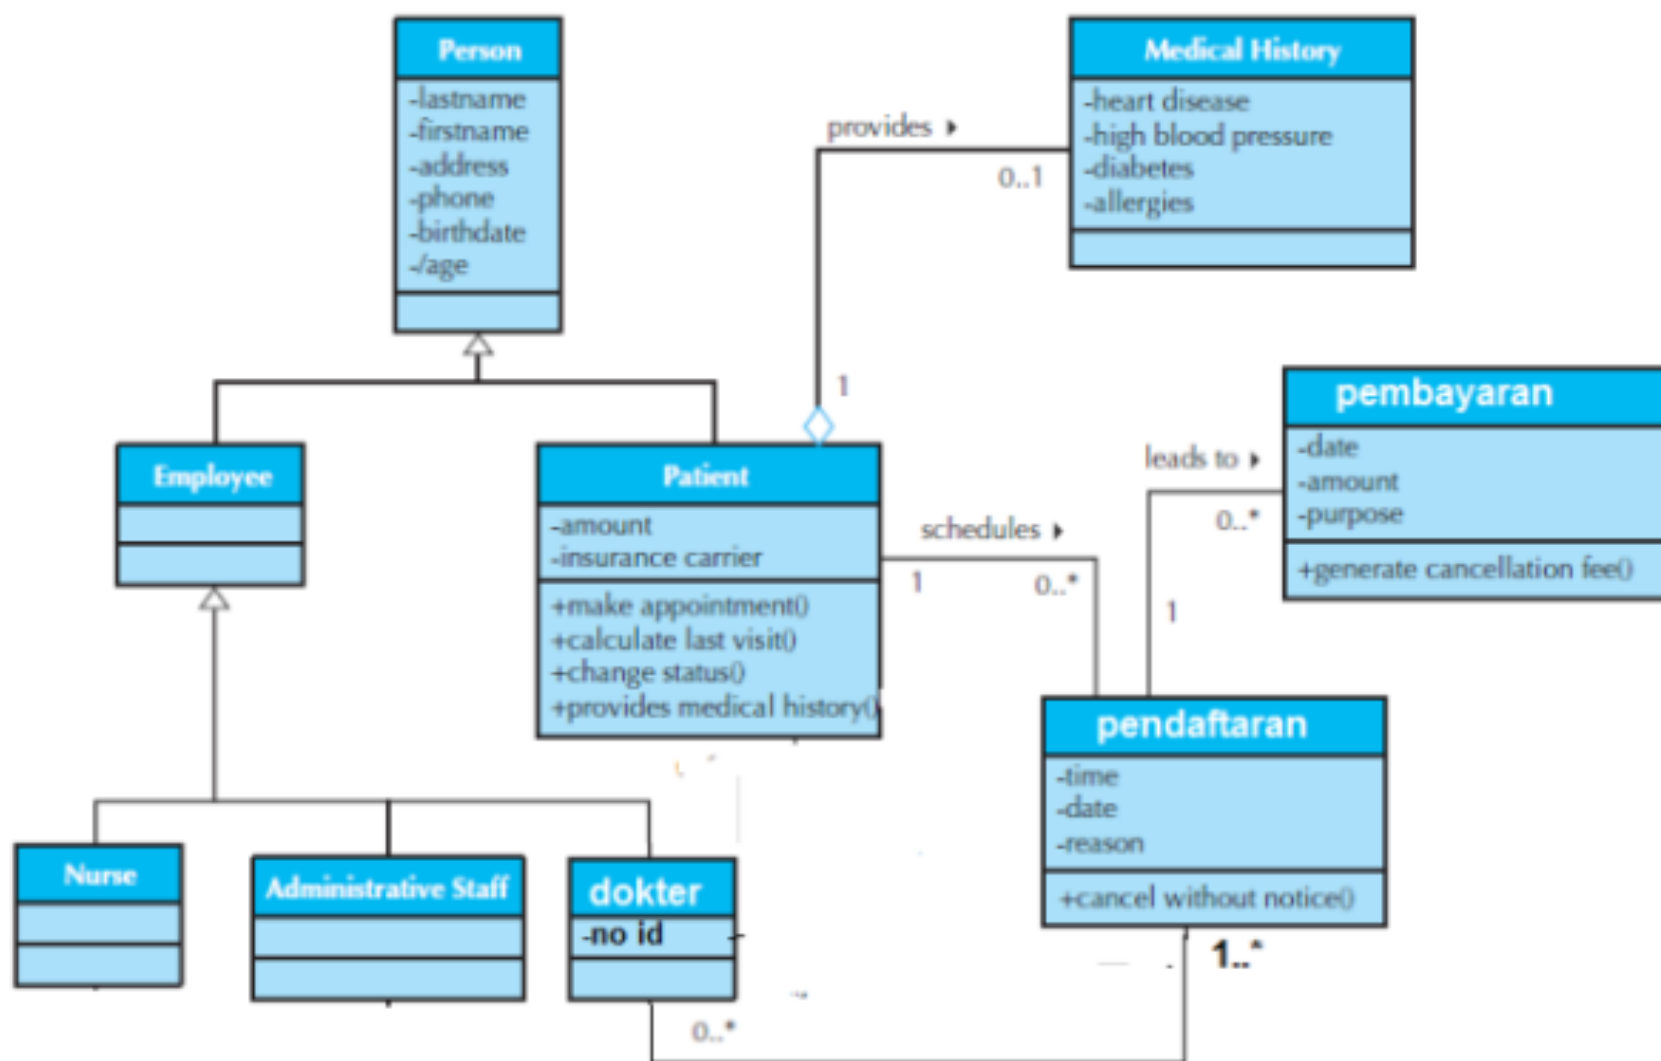 Person
-lastname
-firstname
-address
-phone
-birthdate
-/age
Medical History
-heart disease
-high blood pressure
-diabetes
-allergies
provides
0..1
1
Employee
Patient
-amount
-insurance carrier
+make appointment()
+calculate last visit()
+change status()
+provides medical history()
schedules
1
0..*
pembayaran
-date
-amount
-purpose
+generate cancellation fee()
leads to
0..*
1
pendaftaran
-time
-date
-reason
+cancel without notice()
1..*
Nurse
Administrative Staff
dokter
-no id
0..*